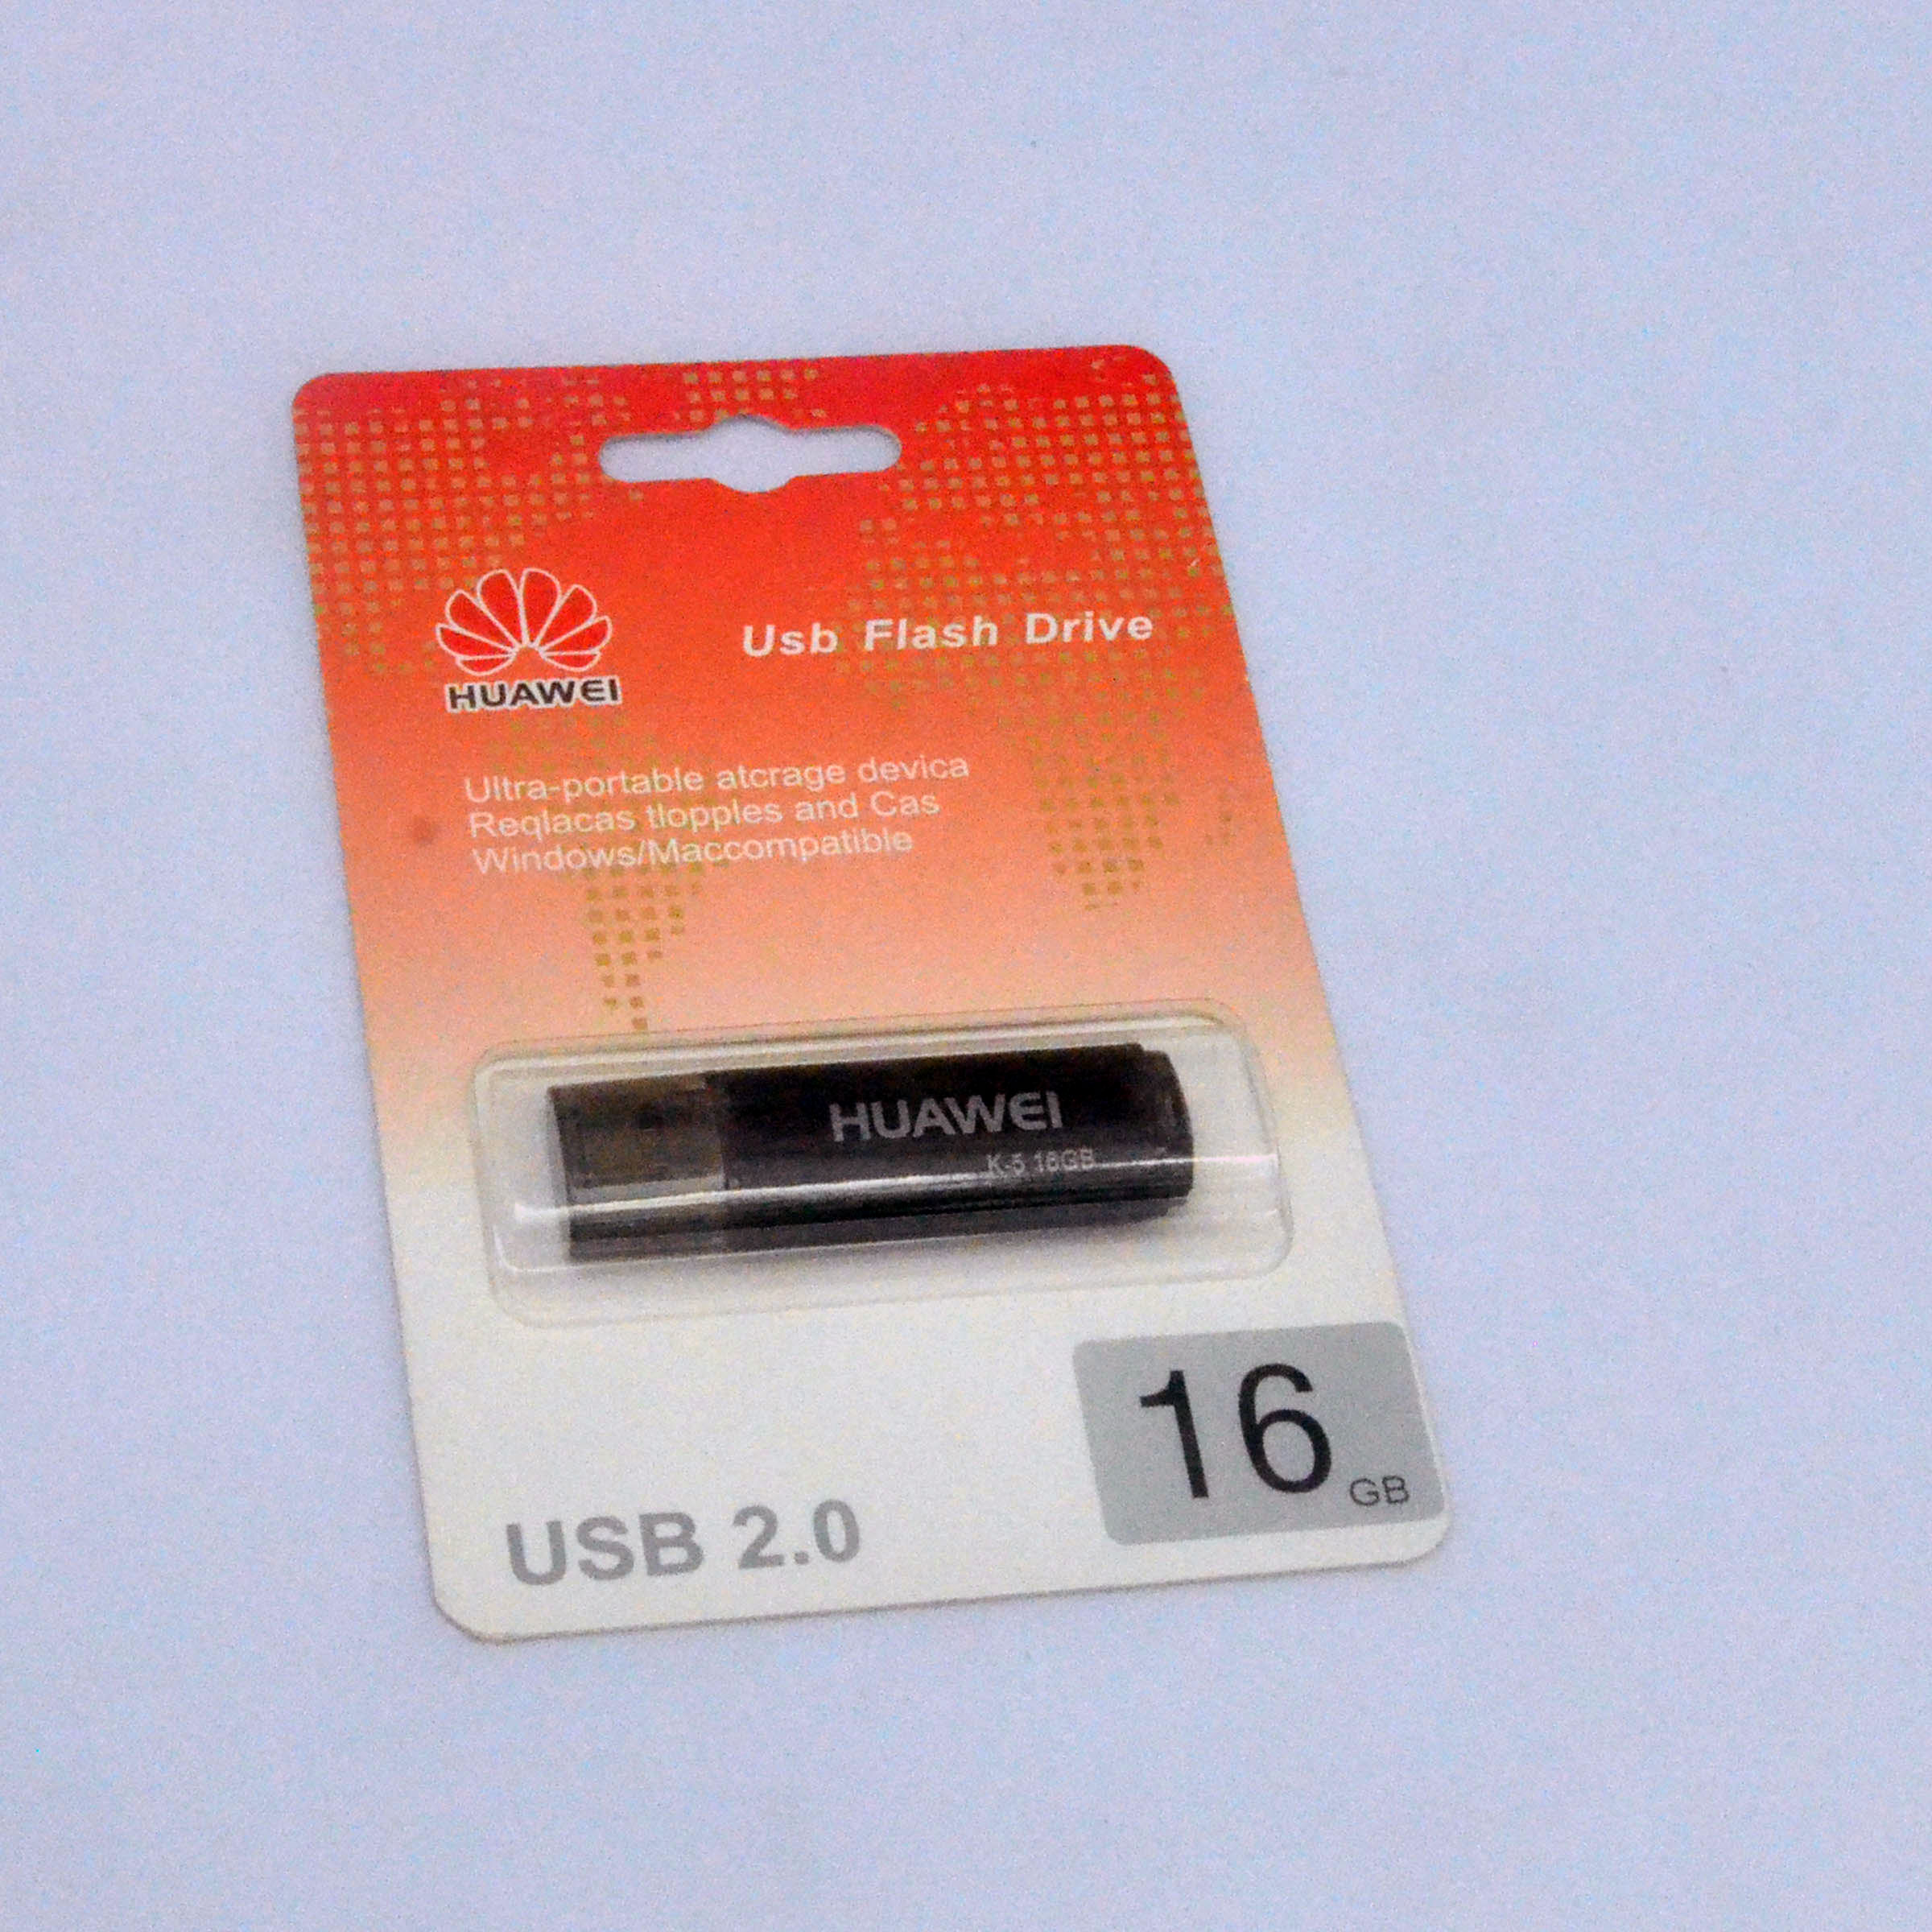 HUAWEI
Usb Flash Drive
Ultra-portable atcrage devica
Reqlacas tlopples and Cas
Windows/Maccompatible
HUAWEI
K-5 16GB
16 GB
USB 2.0